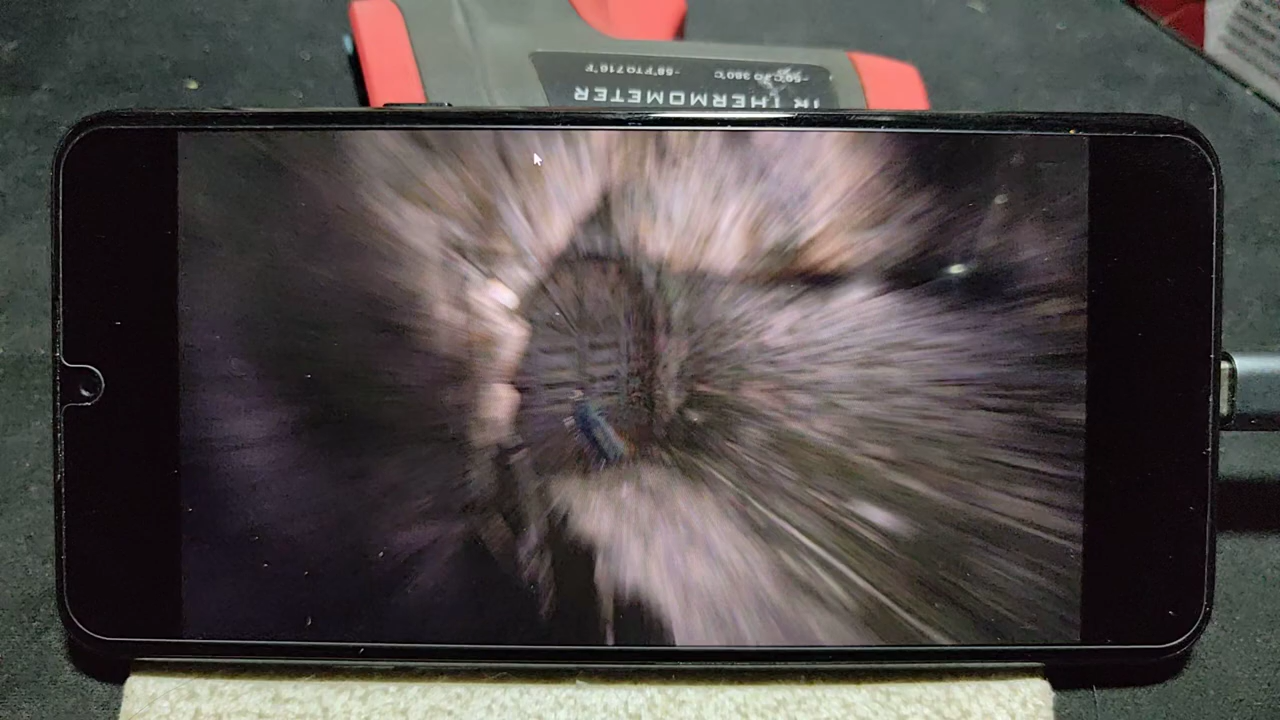 IR THERMOMETER
-50℃ TO 380℃
-58℉ TO 716℉